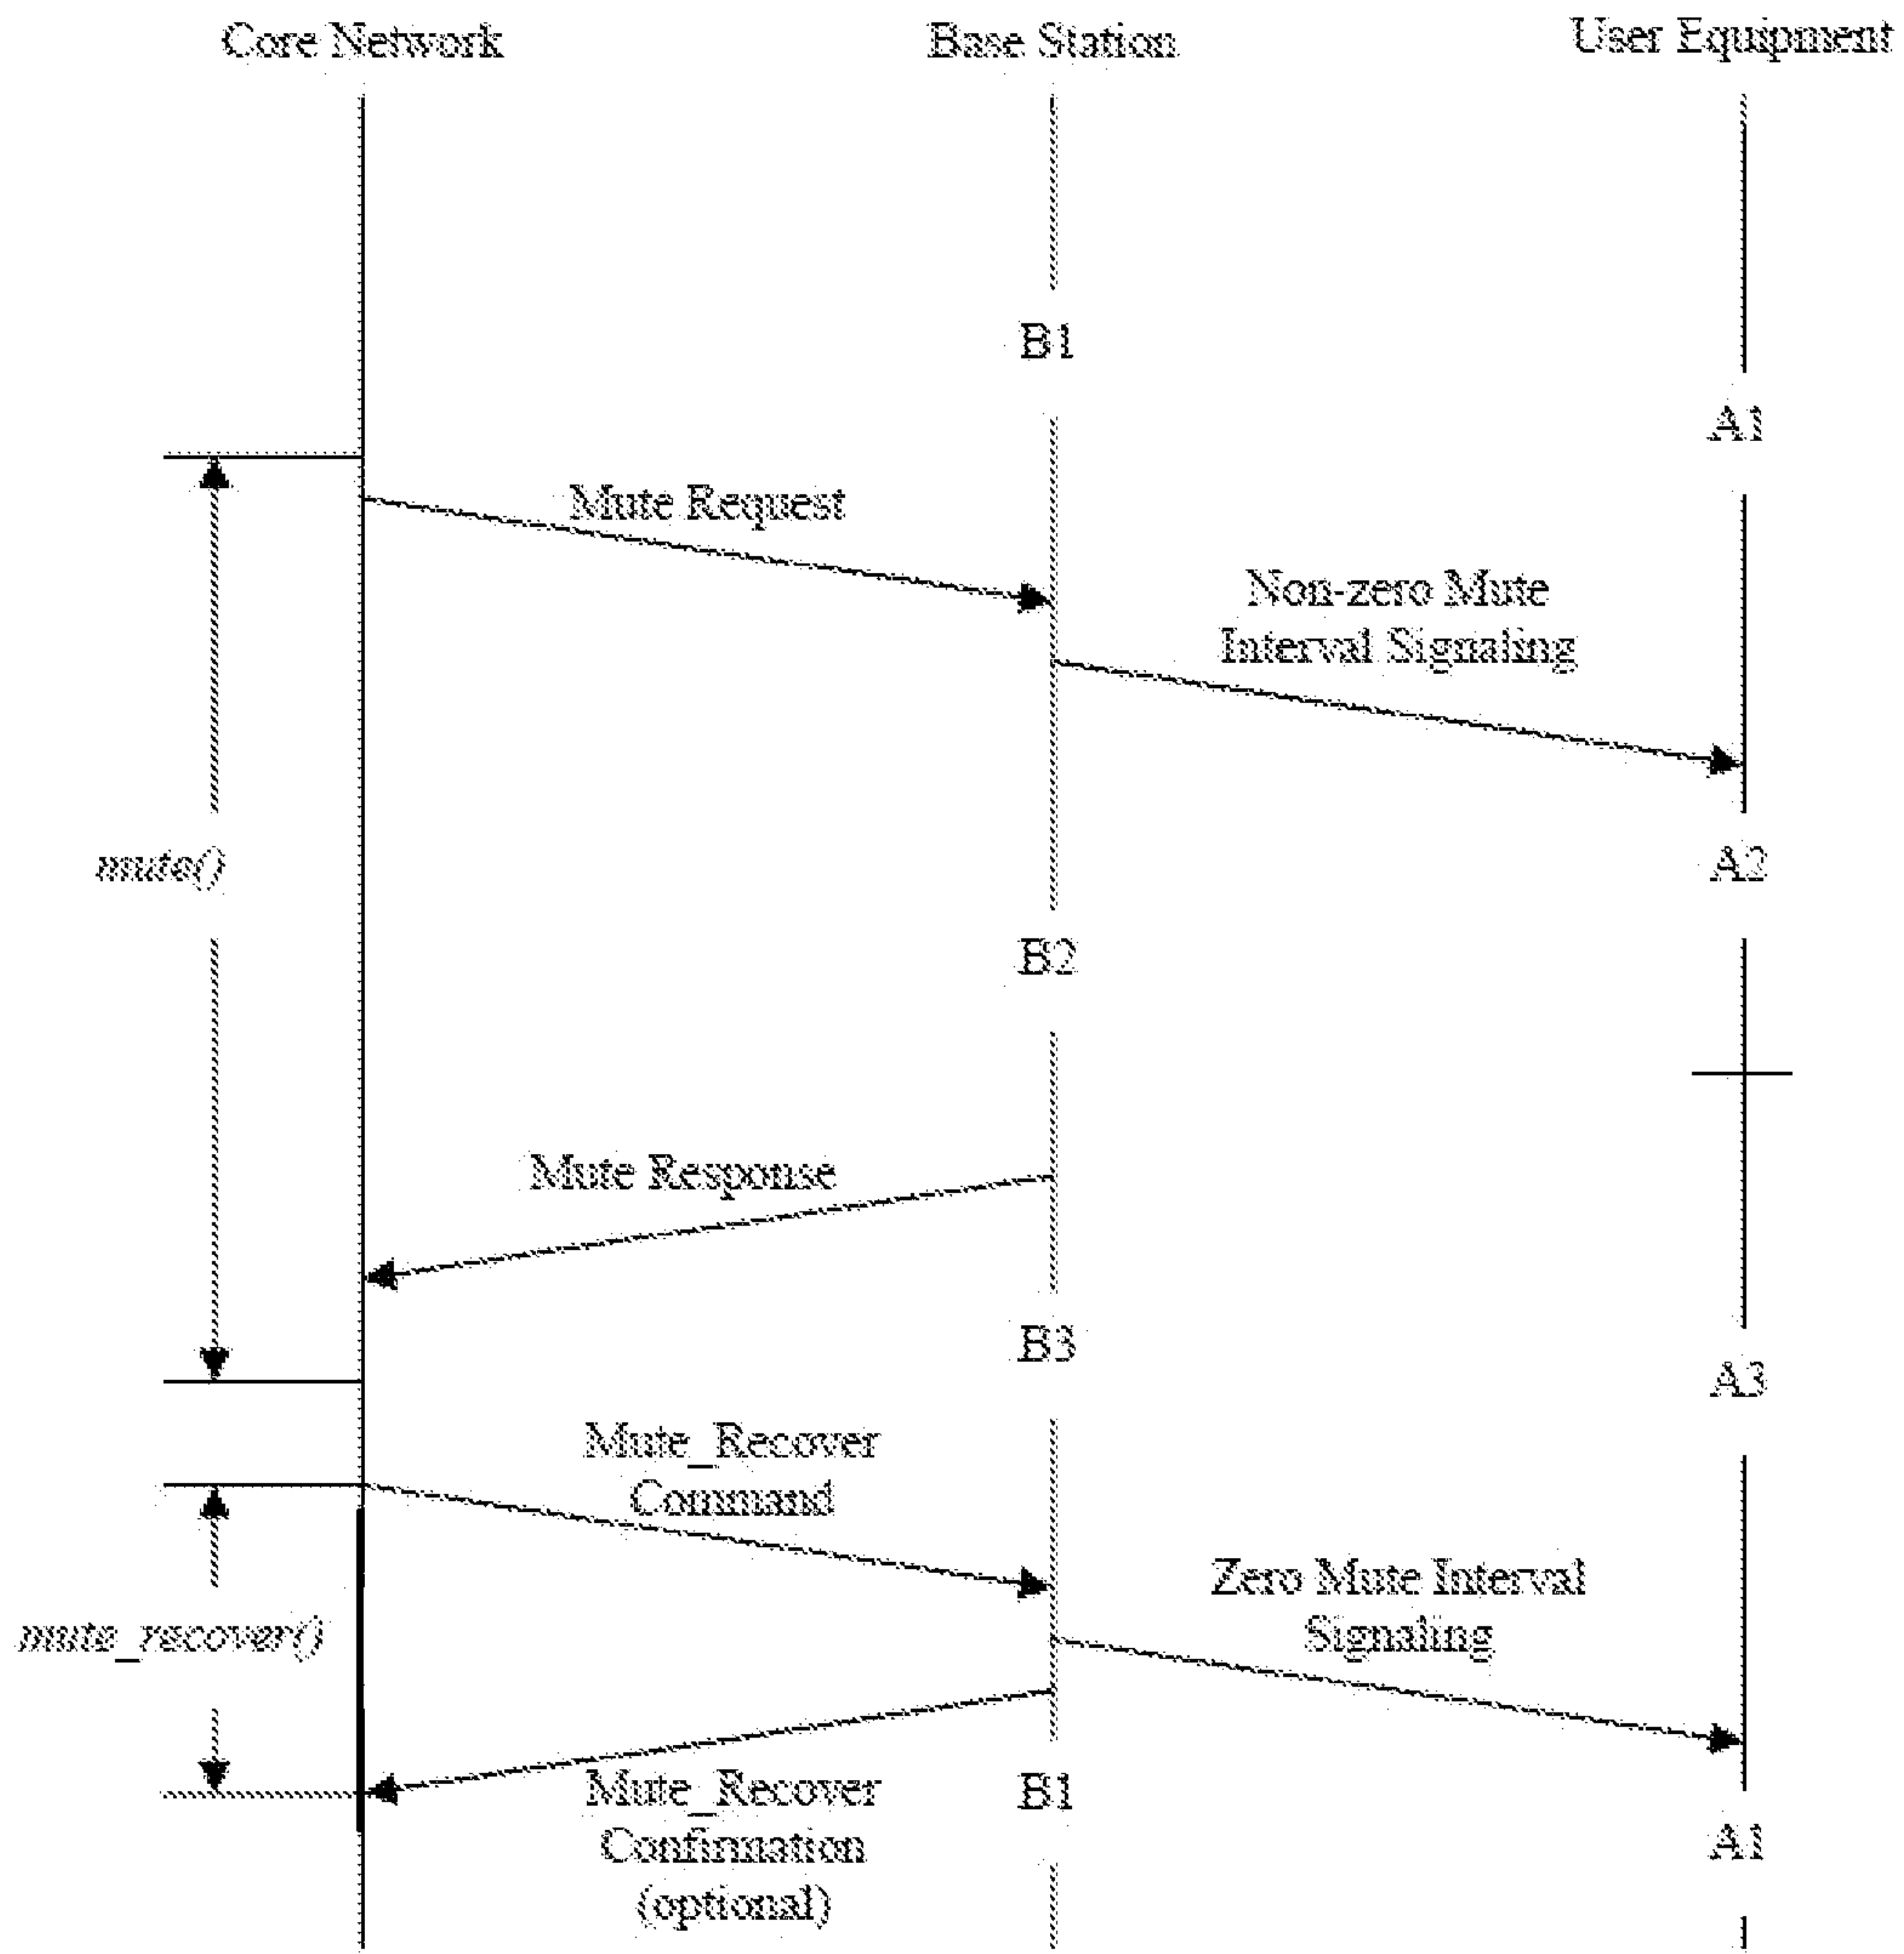 Core Network
Base Station
User Equipment
B1
A1
Mute Request
Non-zero Mute
Interval Signaling
mute()
A2
B2
Mute Response
B3
A3
Mute_Recover
Command
Zero Mute Interval
Signaling
mute_recover()
Mute_Recover
Confirmation
(optional)
B1
A1